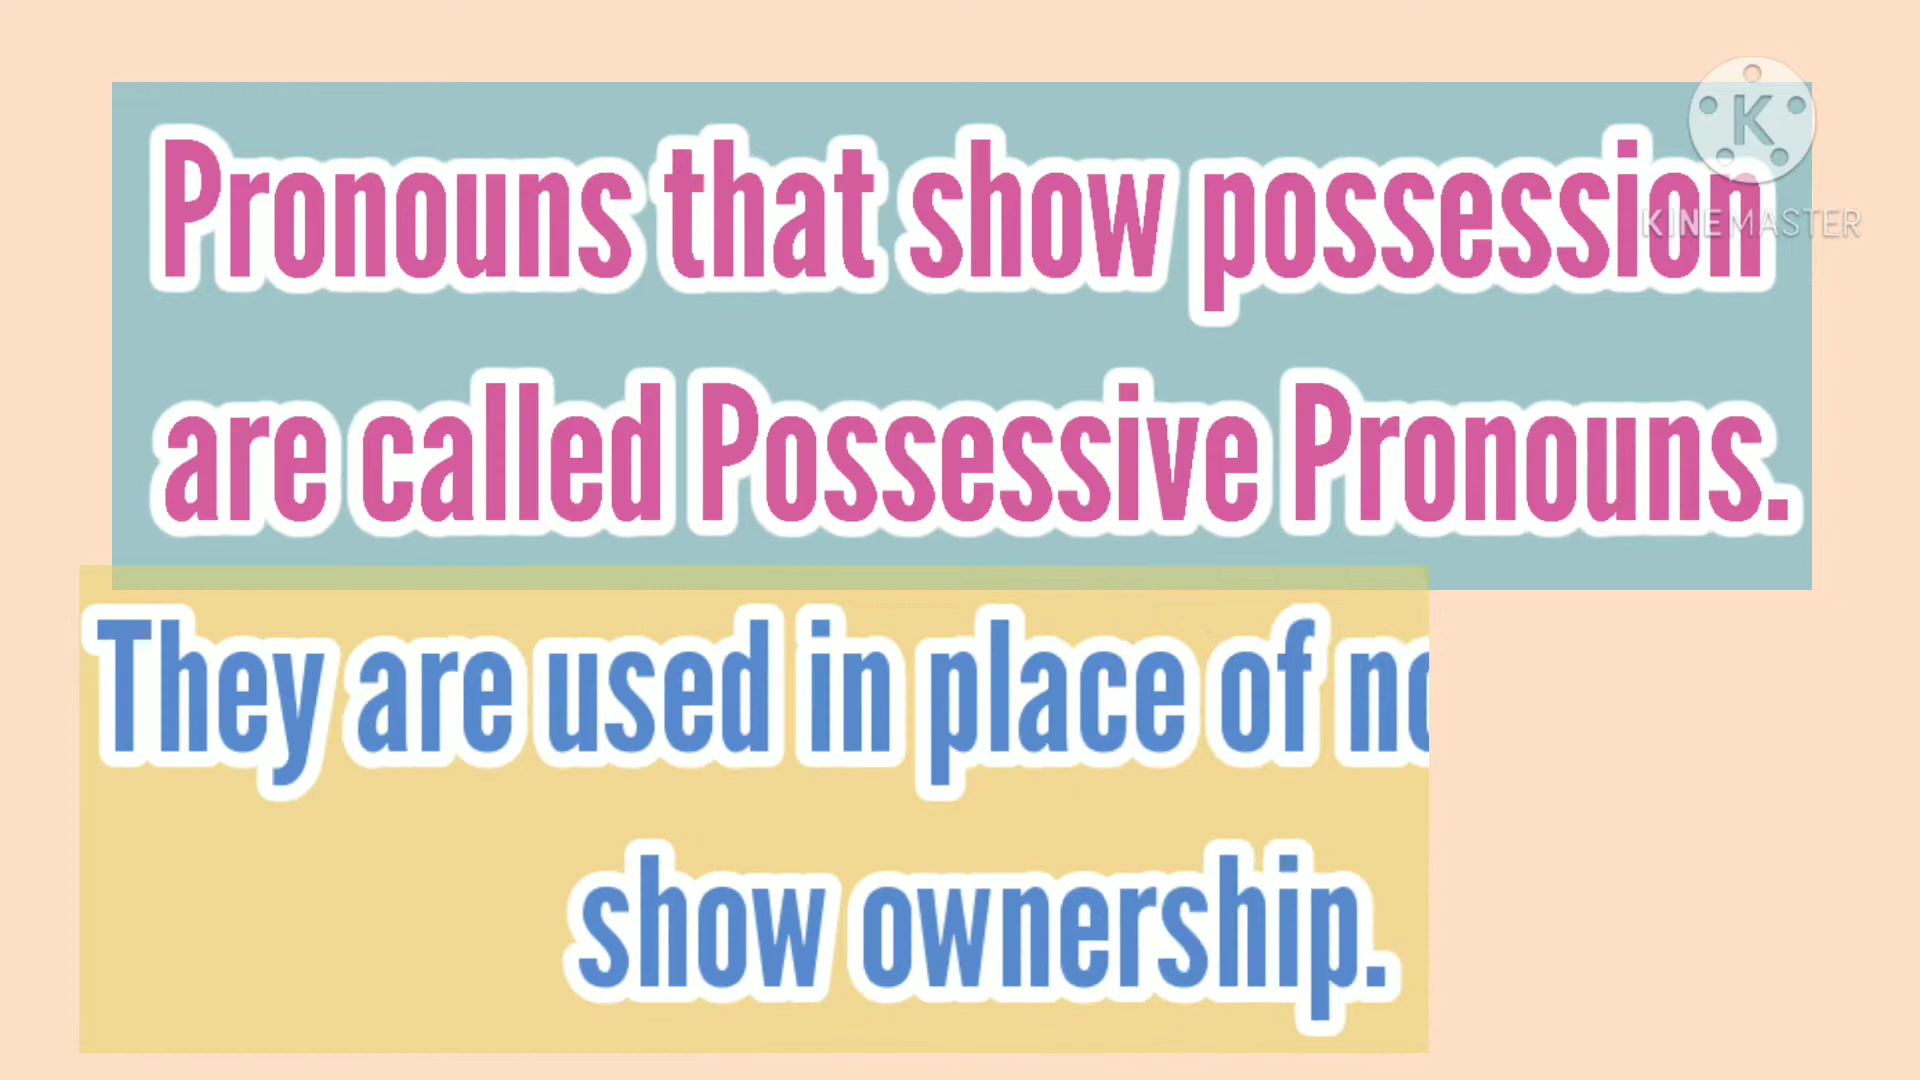 Pronouns that show possession
are called Possessive Pronouns.
They are used in place of
show ownership.
K
KINEMASTER